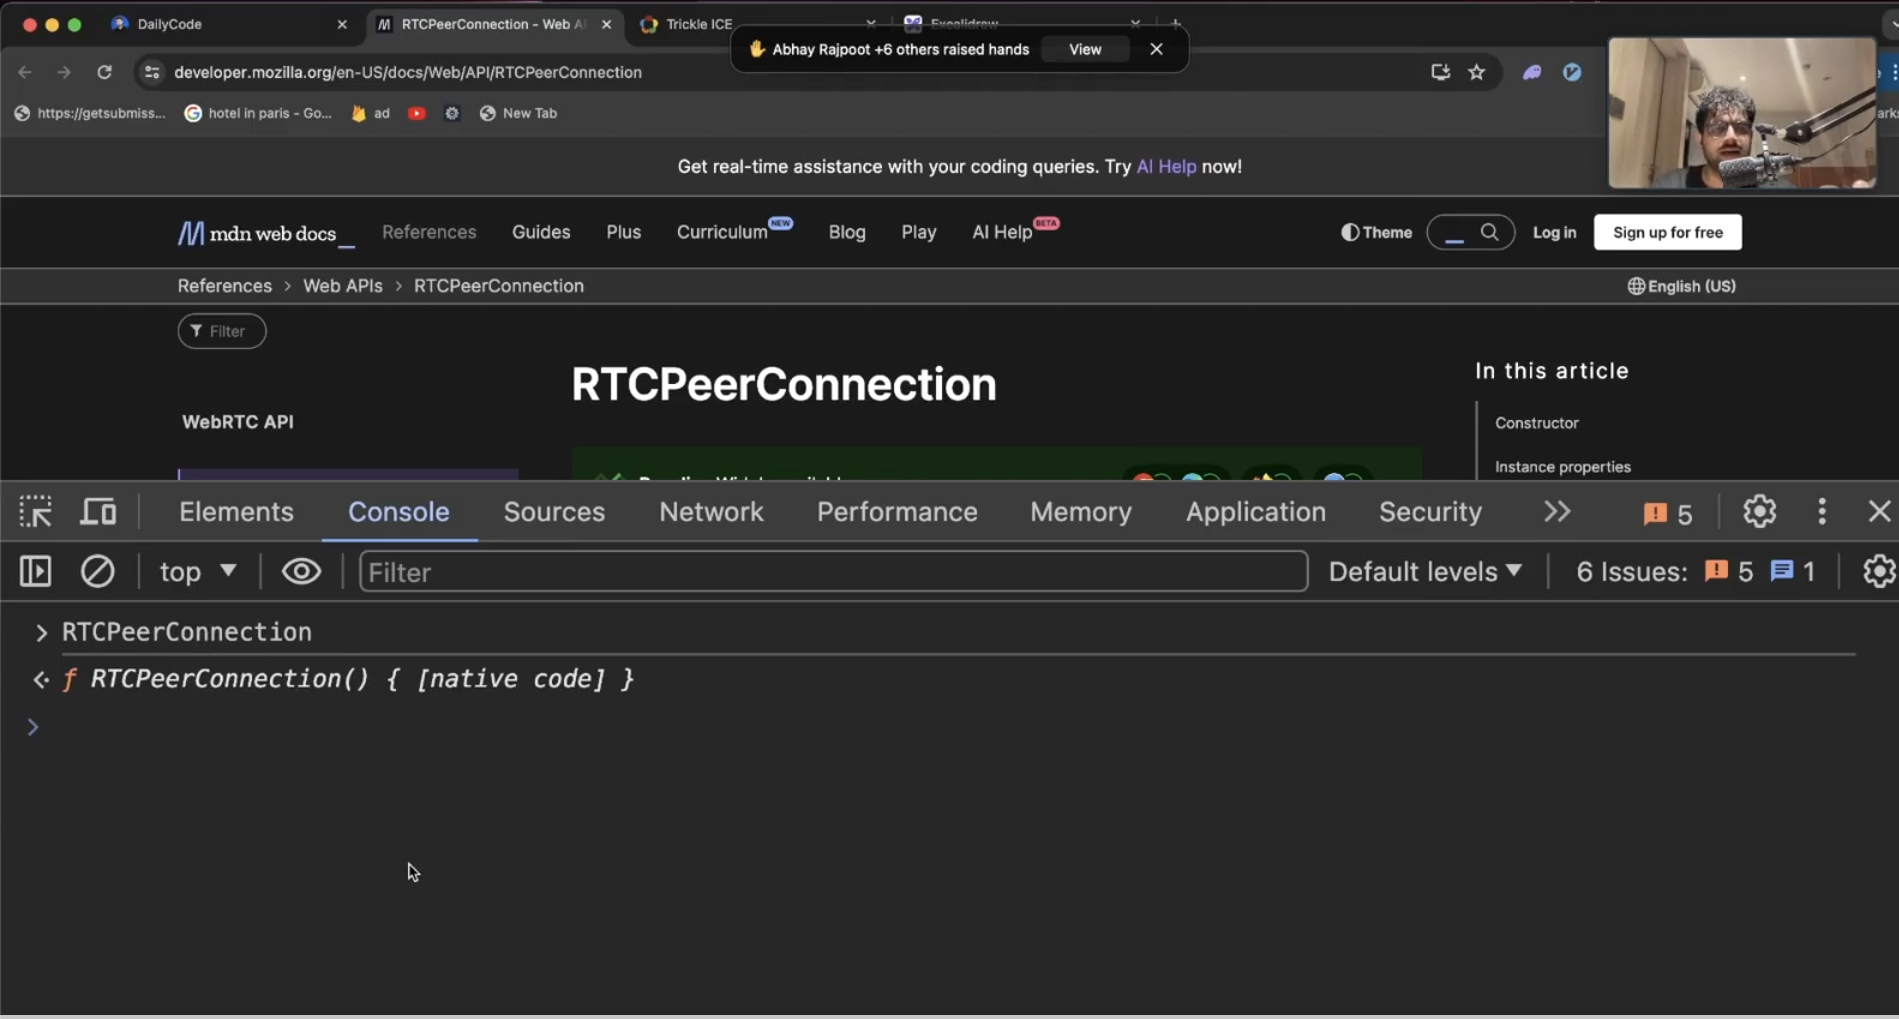 DailyCode
RTCPeerConnection - Web A
Trickle ICE
Excalidraw
Abhay Rajpoot +6 others raised hands
View
developer.mozilla.org/en-US/docs/Web/API/RTCPeerConnection
https://getsubmiss...
hotel in paris - Go...
ad
New Tab
Get real-time assistance with your coding queries. Try AI Help now!
mdn web docs_
References
Guides
Plus
Curriculum NEW
Blog
Play
AI Help BETA
Theme
Log in
Sign up for free
References > Web APIs > RTCPeerConnection
English (US)
Filter
RTCPeerConnection
In this article
WebRTC API
Constructor
Instance properties
Elements
Console
Sources
Network
Performance
Memory
Application
Security
5
top
Filter
Default levels
6 Issues: 5 1
> RTCPeerConnection
f RTCPeerConnection() { [native code] }
>